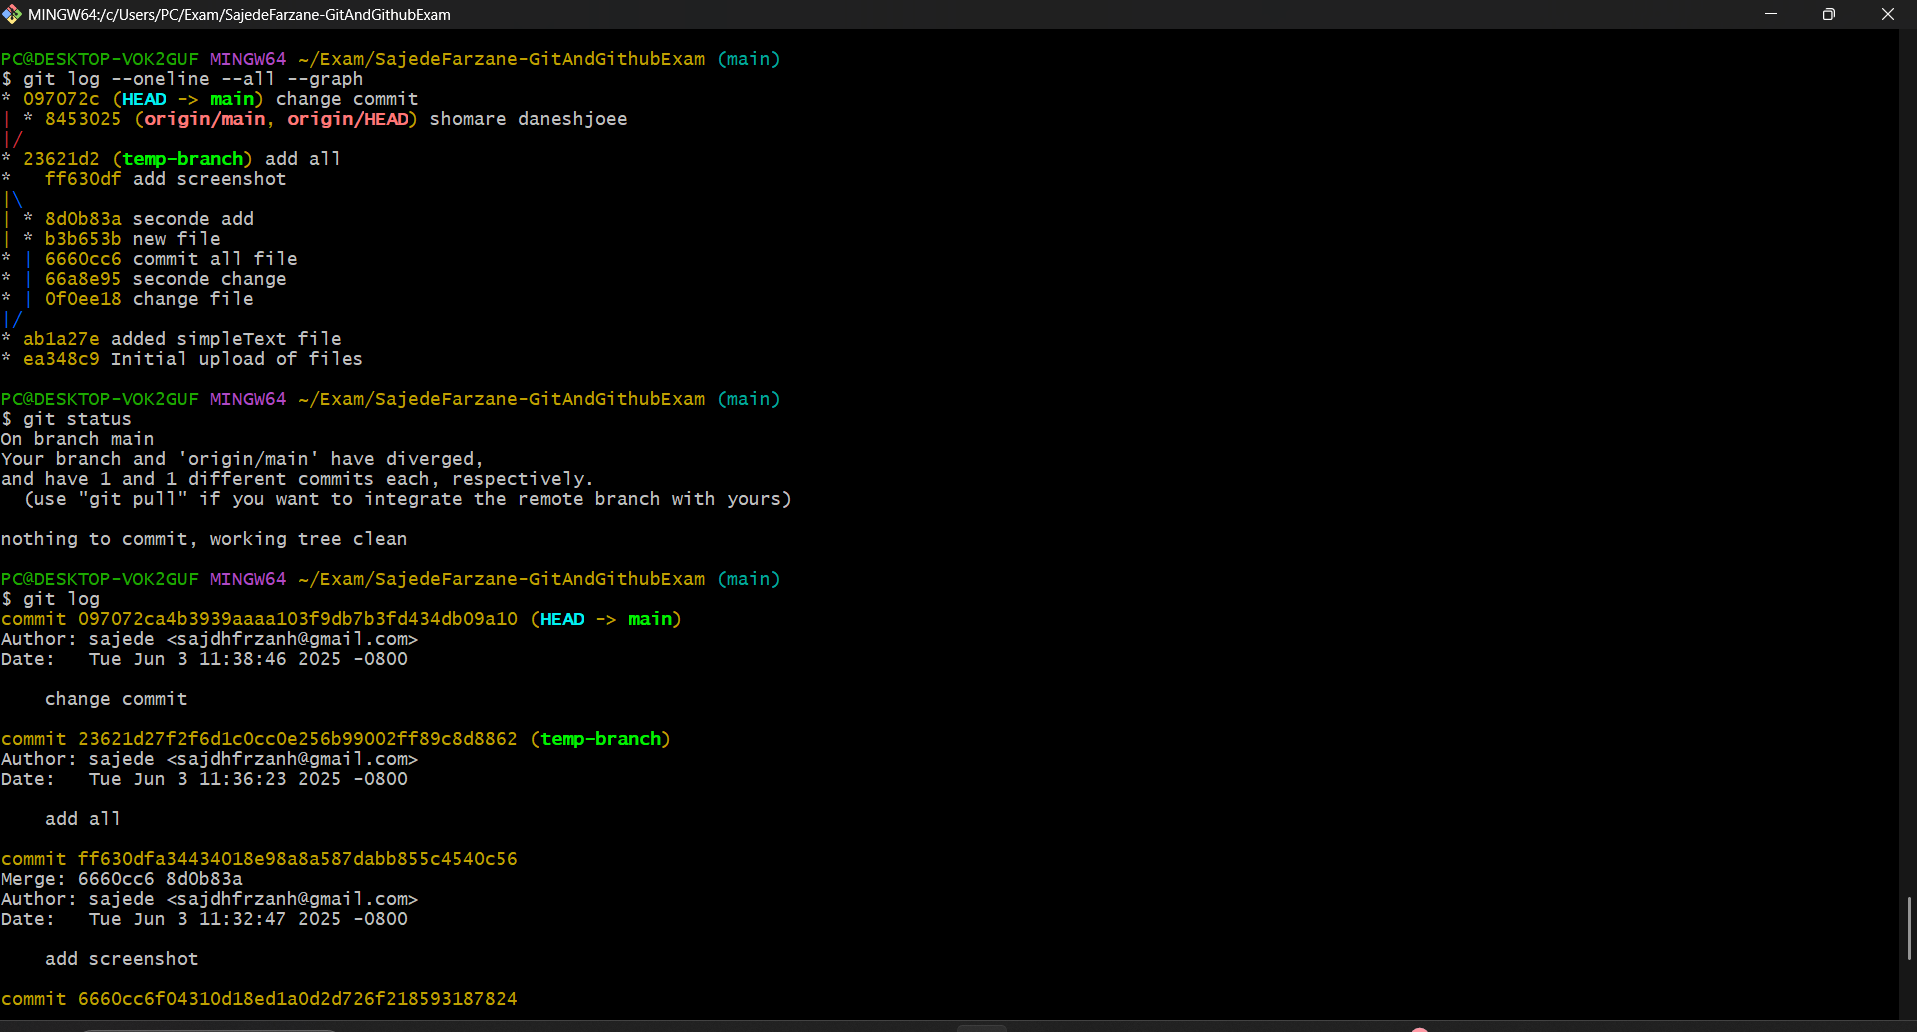 MINGW64:/c/Users/PC/Exam/SajedeFarzane-GitAndGithubExam
PC@DESKTOP-VOK2GUF MINGW64 ~/Exam/SajedeFarzane-GitAndGithubExam (main)
$ git log --oneline --all --graph
* 097072c (HEAD -> main) change commit
| * 8453025 (origin/main, origin/HEAD) shomare daneshjoee
|/
* 23621d2 (temp-branch) add all
*   ff630df add screenshot
|\
| * 8d0b83a seconde add
| * b3b653b new file
* | 6660cc6 commit all file
* | 66a8e95 seconde change
* | 0f0ee18 change file
|/
* ab1a27e added simpleText file
* ea348c9 Initial upload of files
PC@DESKTOP-VOK2GUF MINGW64 ~/Exam/SajedeFarzane-GitAndGithubExam (main)
$ git status
On branch main
Your branch and 'origin/main' have diverged,
and have 1 and 1 different commits each, respectively.
  (use "git pull" if you want to integrate the remote branch with yours)
nothing to commit, working tree clean
PC@DESKTOP-VOK2GUF MINGW64 ~/Exam/SajedeFarzane-GitAndGithubExam (main)
$ git log
commit 097072ca4b3939aaaa103f9db7b3fd434db09a10 (HEAD -> main)
Author: sajede <sajdhfrzanh@gmail.com>
Date:   Tue Jun 3 11:38:46 2025 -0800
    change commit
commit 23621d27f2f6d1c0cc0e256b99002ff89c8d8862 (temp-branch)
Author: sajede <sajdhfrzanh@gmail.com>
Date:   Tue Jun 3 11:36:23 2025 -0800
    add all
commit ff630dfa34434018e98a8a587dabb855c4540c56
Merge: 6660cc6 8d0b83a
Author: sajede <sajdhfrzanh@gmail.com>
Date:   Tue Jun 3 11:32:47 2025 -0800
    add screenshot
commit 6660cc6f04310d18ed1a0d2d726f218593187824